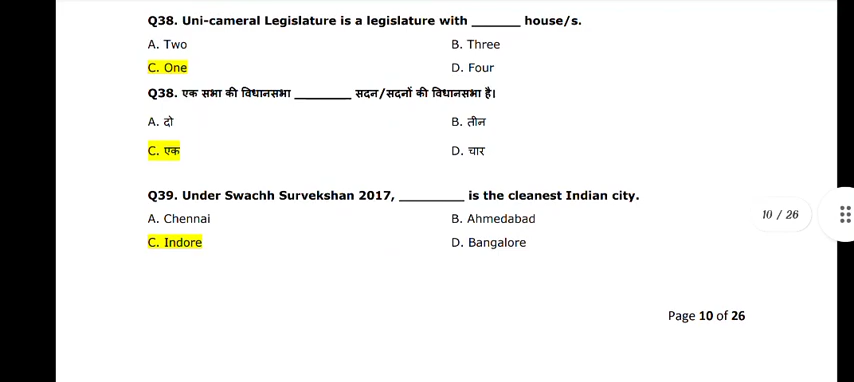 Q38. Uni-cameral Legislature is a legislature with _______ house/s.
A. Two B. Three
C. One D. Four
Q38. एक सभा की विधानसभा ________ सदन/सदनों की विधानसभा है।
A. दो B. तीन
C. एक D. चार
Q39. Under Swachh Survekshan 2017, _________ is the cleanest Indian city.
A. Chennai B. Ahmedabad
10 / 26
C. Indore D. Bangalore
Page 10 of 26